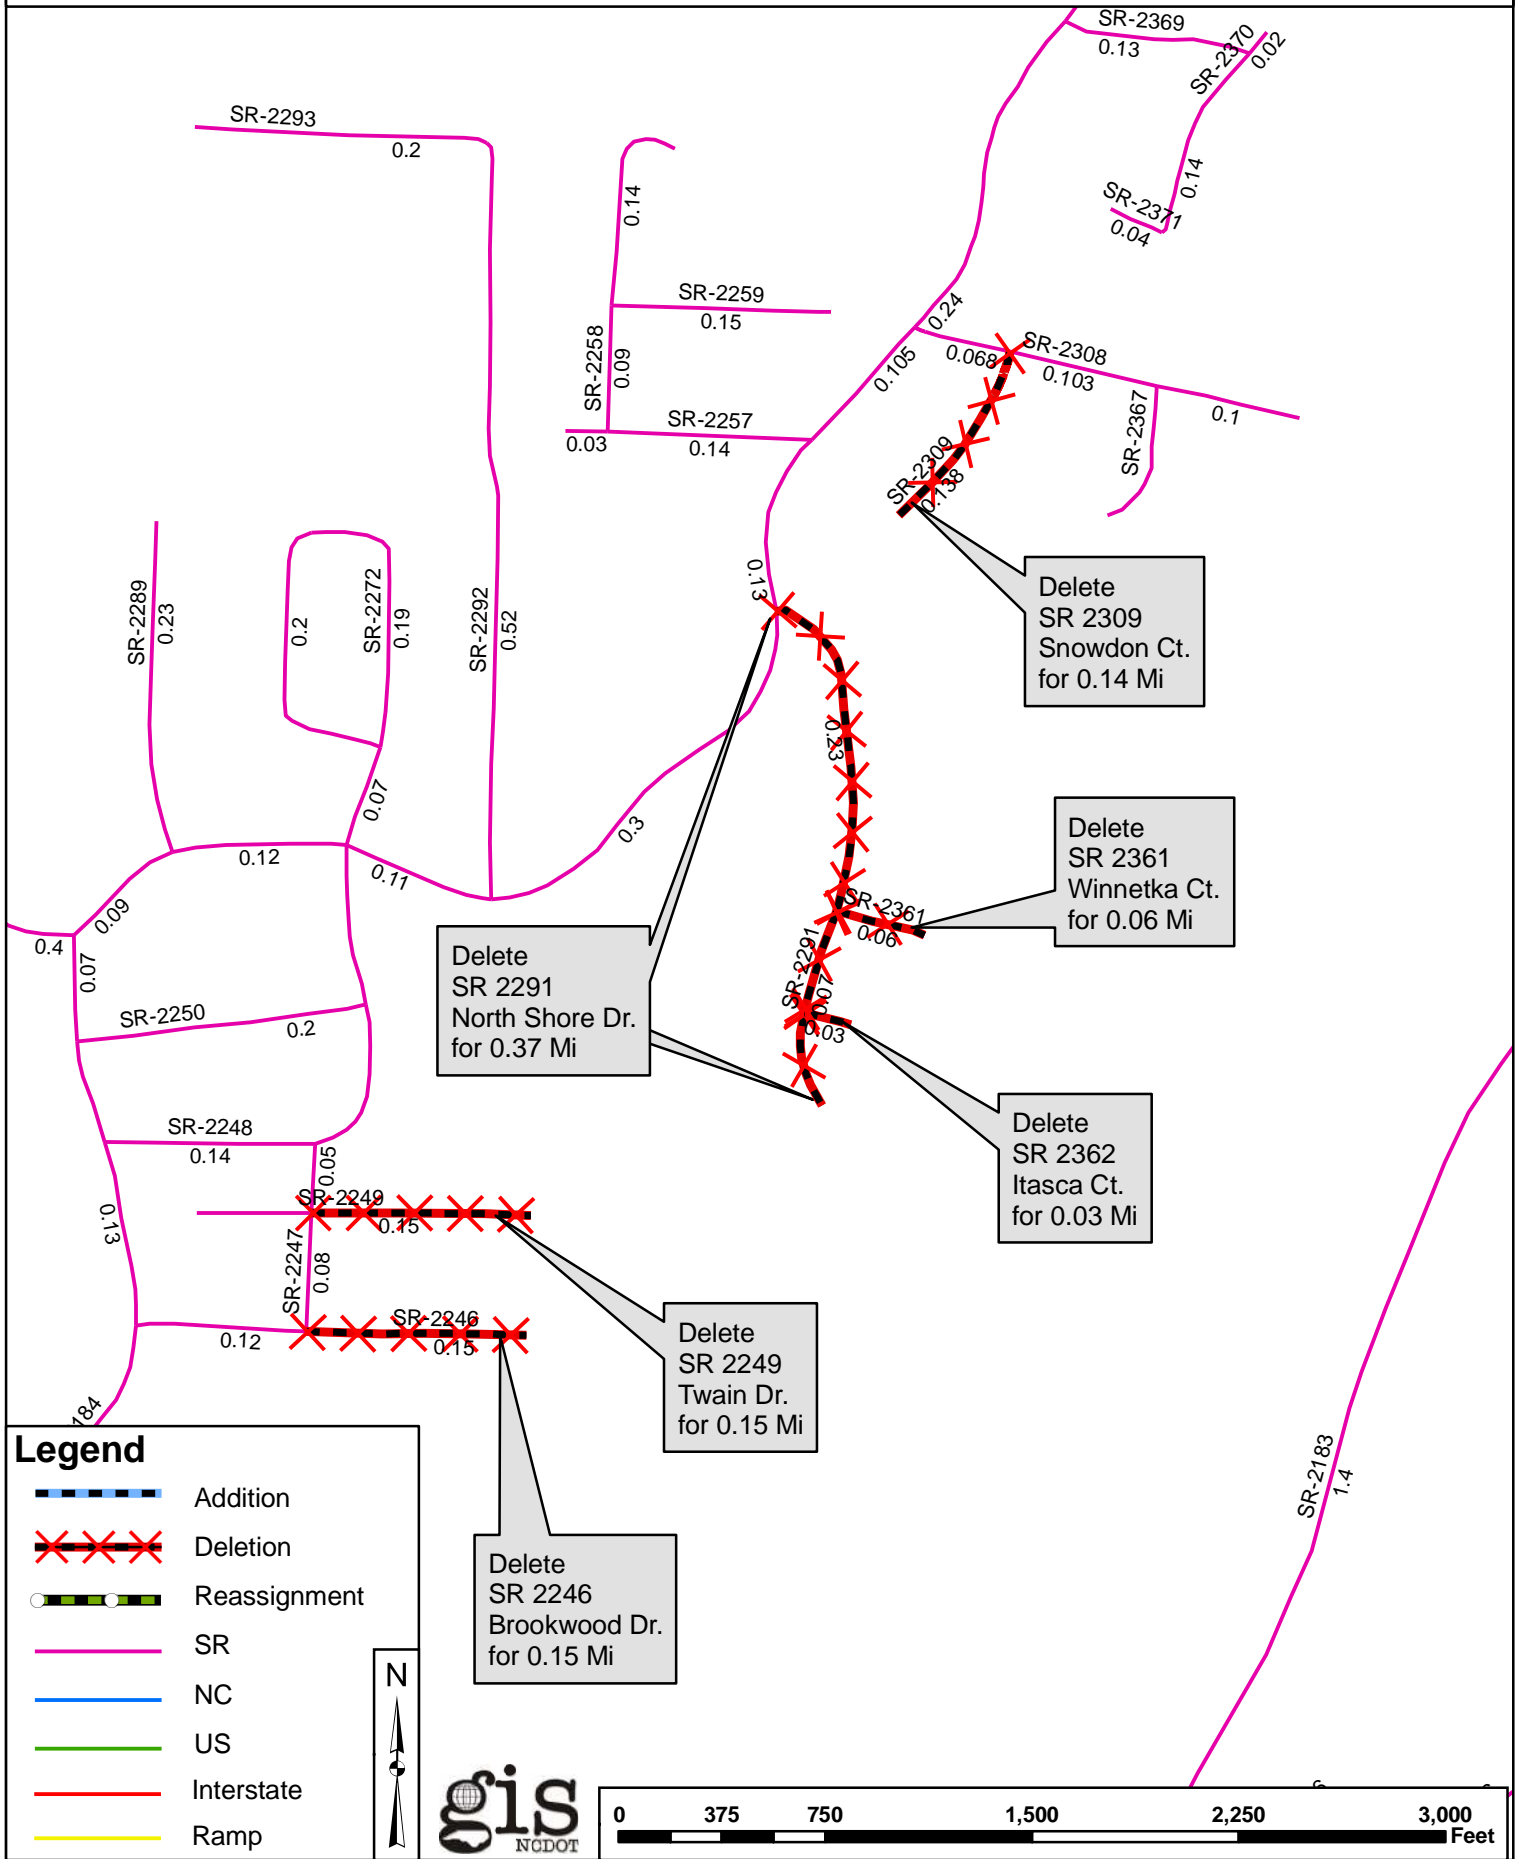 SR-2369
0.13
SR-2370
0.02
SR-2293
0.2
0.14
0.14
SR-2371
0.04
SR-2259
0.15
0.24
SR-2258
0.09
0.105
0.068
SR-2308
0.103
0.1
SR-2367
SR-2257
0.03
0.14
SR-2309
0.138
Delete
SR 2309
Snowdon Ct.
for 0.14 Mi
0.13
SR-2289
0.23
0.2
SR-2272
0.19
SR-2292
0.52
0.23
0.07
0.3
0.12
0.11
0.09
0.4
0.07
Delete
SR 2361
Winnetka Ct.
for 0.06 Mi
SR-2361
0.06
SR-2291
0.07
0.03
Delete
SR 2291
North Shore Dr.
for 0.37 Mi
SR-2250
0.2
Delete
SR 2362
Itasca Ct.
for 0.03 Mi
SR-2248
0.14
0.05
SR-2249
0.15
0.13
SR-2247
0.08
SR-2246
0.15
0.12
Delete
SR 2249
Twain Dr.
for 0.15 Mi
184
SR-2183
1.4
Delete
SR 2246
Brookwood Dr.
for 0.15 Mi
Legend
Addition
Deletion
Reassignment
SR
NC
US
Interstate
Ramp
N
gis
NCDOT
0 375 750 1,500 2,250 3,000
Feet